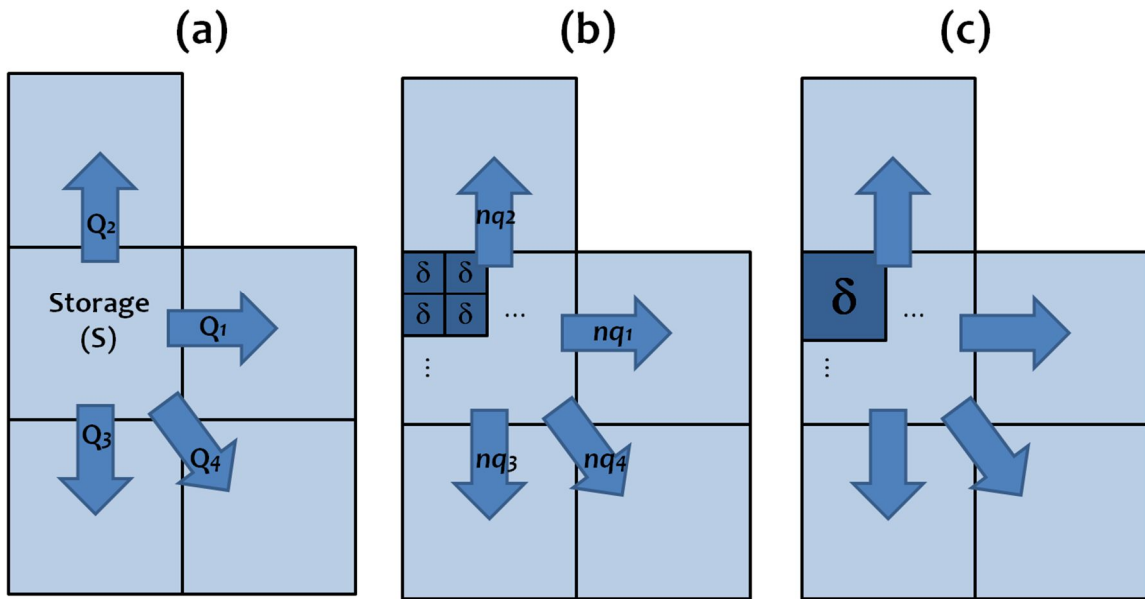 (a)
(b)
(c)
Q2
Storage
(S)
Q1
Q3
Q4
nq2
δ δ
δ δ
...
nq1
⋮
nq3
nq4
δ
...
⋮